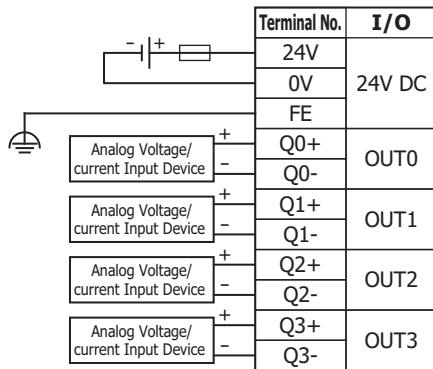 Terminal No. I/O
– + 24V
0V 24V DC
FE
Analog Voltage/
current Input Device
+ Q0+
– Q0-
OUT0
Analog Voltage/
current Input Device
+ Q1+
– Q1-
OUT1
Analog Voltage/
current Input Device
+ Q2+
– Q2-
OUT2
Analog Voltage/
current Input Device
+ Q3+
– Q3-
OUT3